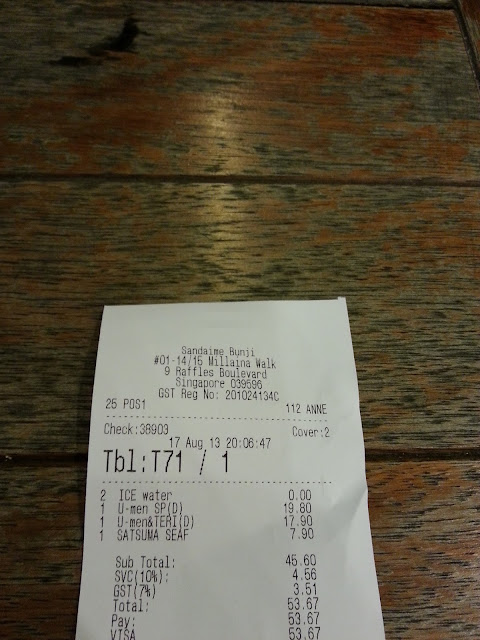 Sandaime Bunji
#01-14/15 Millaina Walk
9 Raffles Boulevard
Singapore 039596
GST Reg No: 201024134C
25 POS1 112 ANNE
Check:38903 Cover:2
17 Aug 13 20:06:47
Tbl:T71 / 1
2 ICE water 0.00
1 U-men SP(D) 19.80
1 U-men&TERI(D) 17.90
1 SATSUMA SEAF 7.90
Sub Total: 45.60
SVC(10%): 4.56
GST(7%) 3.51
Total: 53.67
Pay: 53.67
VISA 53.67